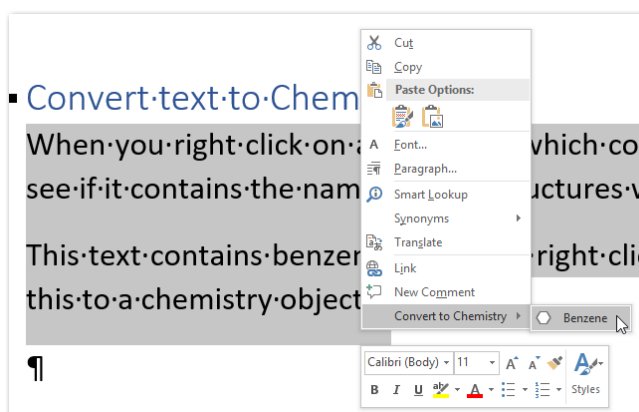 Convert·text·to·Chem
When·you·right·click·on· which·co
see·if·it·contains·the·nam uctures·
This·text·contains·benze right·cli
this·to·a·chemistry·object
¶
Cut
Copy
Paste Options:
A Font...
Paragraph...
Smart Lookup
Synonyms
Translate
Link
New Comment
Convert to Chemistry
Benzene
Calibri (Body) 11 A A A
B I U ab A Styles